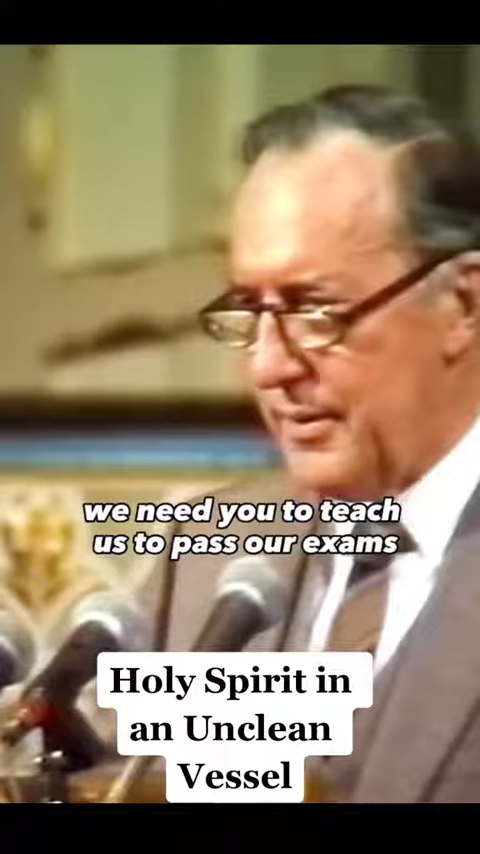 we need you to teach
us to pass our exams
Holy Spirit in
an Unclean
Vessel